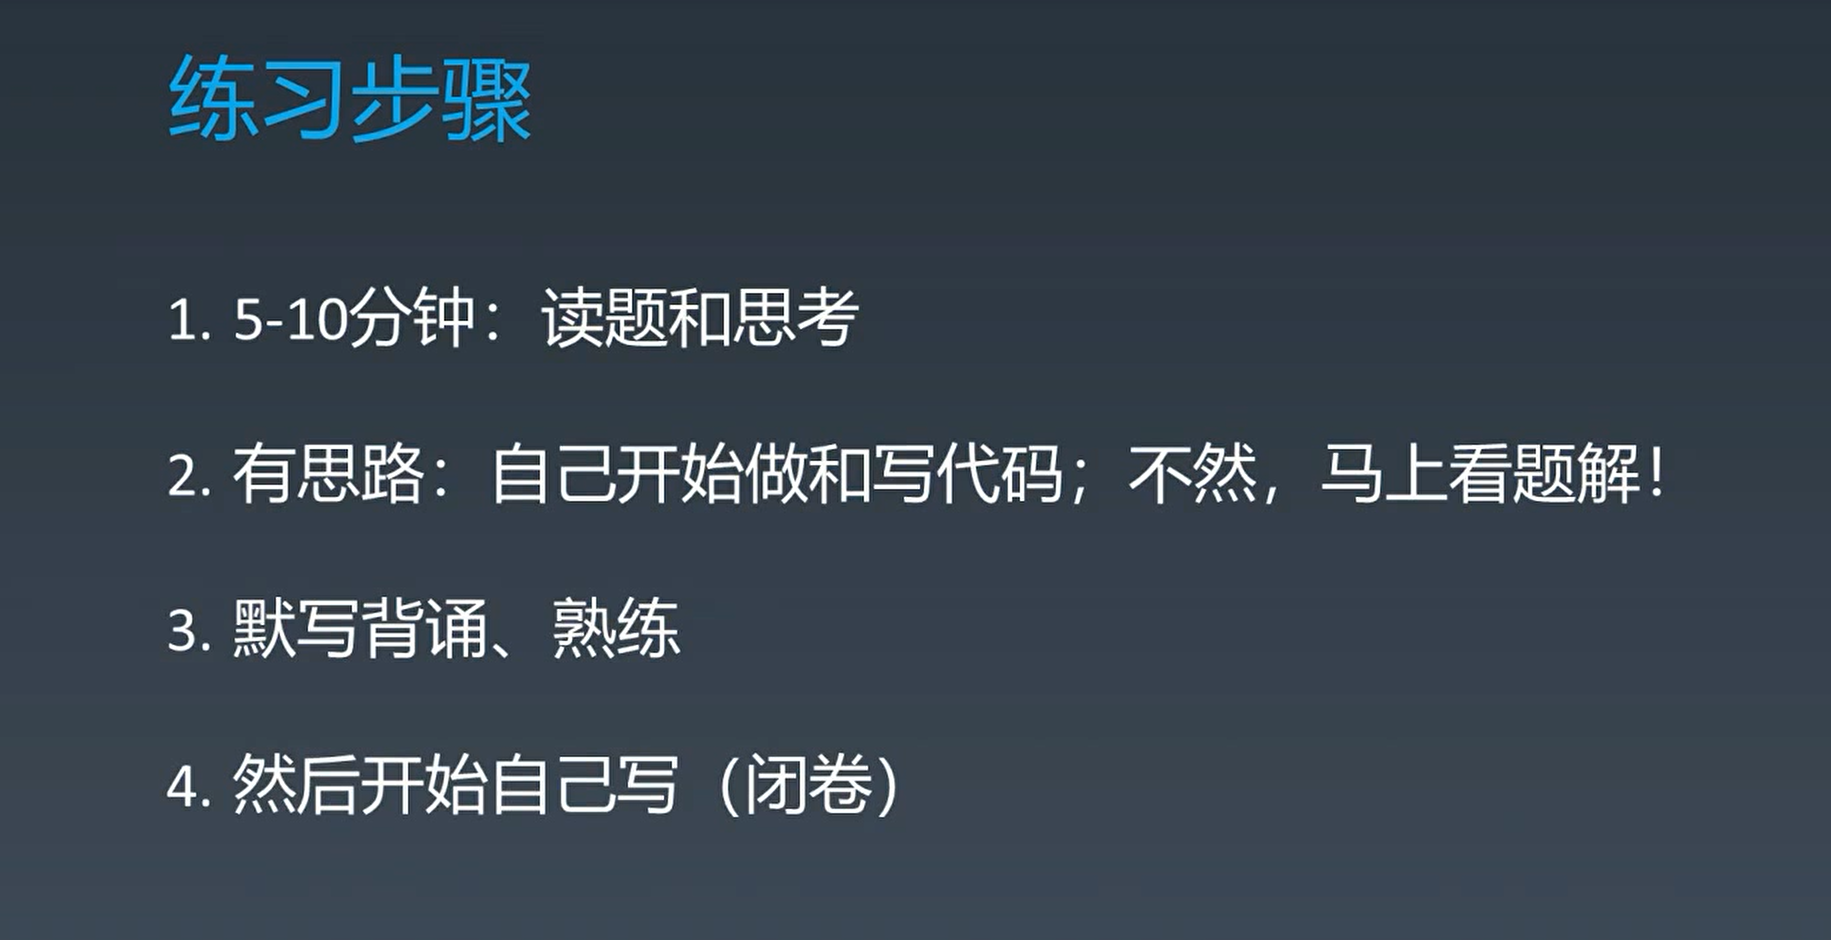 练习步骤
1. 5-10分钟：读题和思考
2. 有思路：自己开始做和写代码；不然，马上看题解！
3. 默写背诵、熟练
4. 然后开始自己写（闭卷）